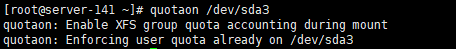 [root@server-141 ~]# quotaon /dev/sda3
quotaon: Enable XFS group quota accounting during mount
quotaon: Enforcing user quota already on /dev/sda3